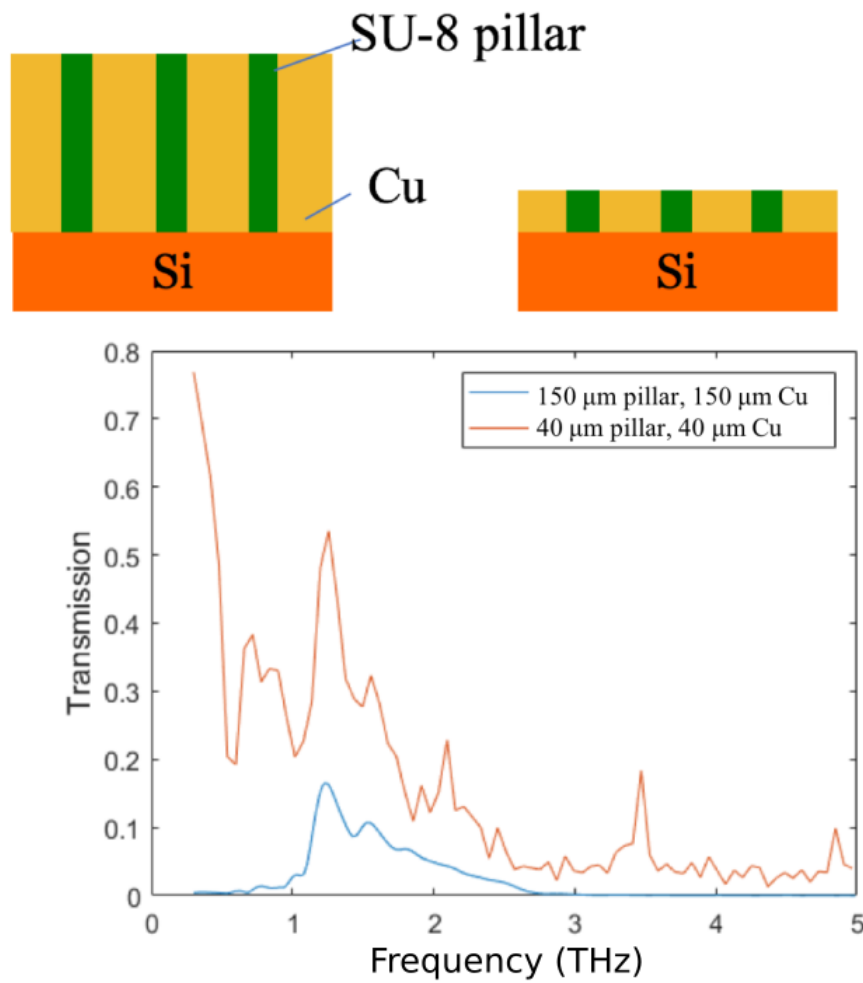 SU-8 pillar
Cu
Si
Si
0.8
0.7
0.6
0.5
0.4
0.3
0.2
0.1
0
Transmission
150 μm pillar, 150 μm Cu
40 μm pillar, 40 μm Cu
0 1 2 3 4 5
Frequency (THz)